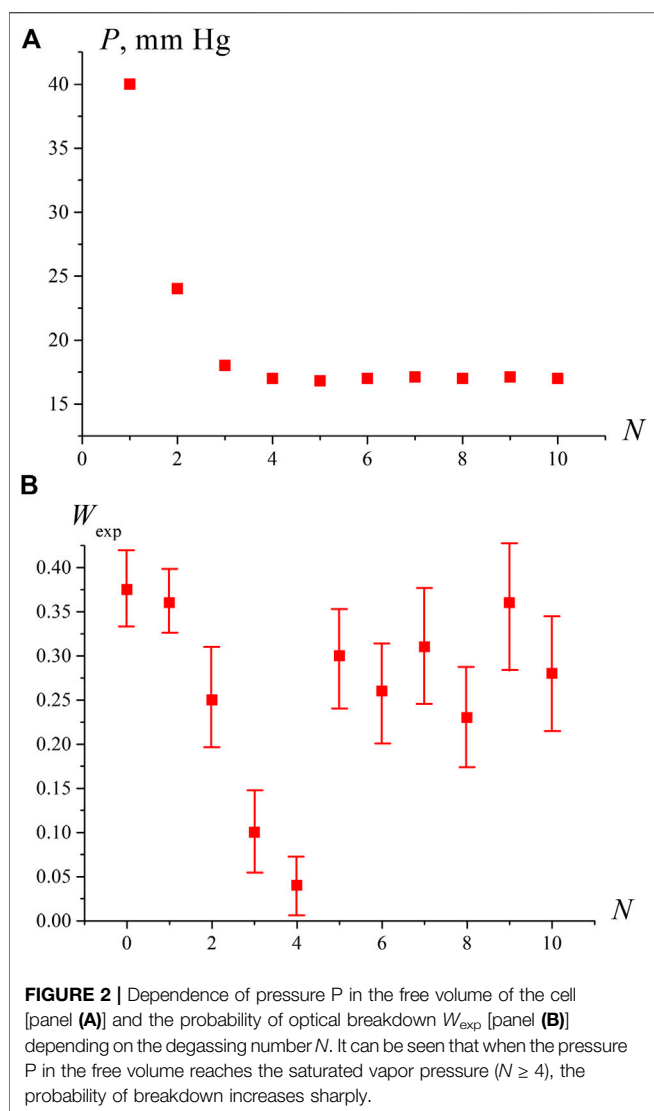 A
P, mm Hg
40
35
30
25
20
15
0 2 4 6 8 10
N
B
Wexp
0.40
0.35
0.30
0.25
0.20
0.15
0.10
0.05
0.00
N
0 2 4 6 8 10
FIGURE 2 | Dependence of pressure P in the free volume of the cell
[panel (A)] and the probability of optical breakdown Wexp [panel (B)]
depending on the degassing number N. It can be seen that when the pressure
P in the free volume reaches the saturated vapor pressure (N ≥ 4), the
probability of breakdown increases sharply.